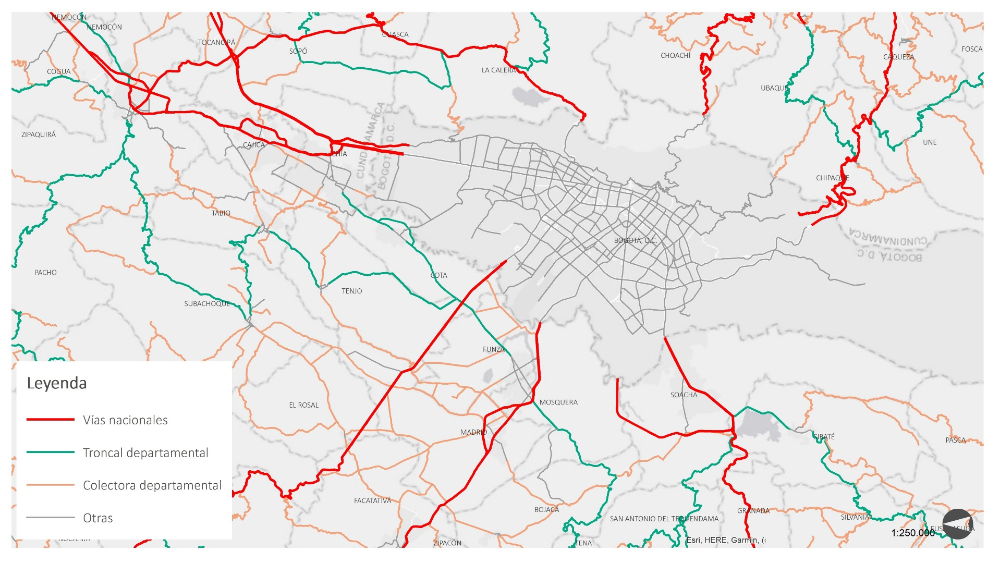 NEMOCÓN
NEMOCÓN
TOCANCIPÁ
GUASCA
SOPÓ
COGUA
LA CALERA
CHOACHÍ
CÁQUEZA
FOSCA
UBAQUE
ZIPAQUIRÁ
CAJICÁ
CHÍA
CUNDINAMARCA
BOGOTÁ D.C.
UNE
CHIPAQUE
TABIO
BOGOTÁ, D.C.
CUNDINAMARCA
BOGOTÁ, D.C
PACHO
COTA
TENJO
SUBACHOQUE
FUNZA
EL ROSAL
MOSQUERA
SOACHA
MADRID
SIBATÉ
PASCA
FACATATIVÁ
BOJACÁ
SAN ANTONIO DEL TEQUENDAMA
GRANADA
SILVANIA
FUSAGASUGÁ
ZIPACÓN
TENA
NOCAIMA
Leyenda
Vías nacionales
Troncal departamental
Colectora departamental
Otras
1:250.000
Esri, HERE, Garmin, (c